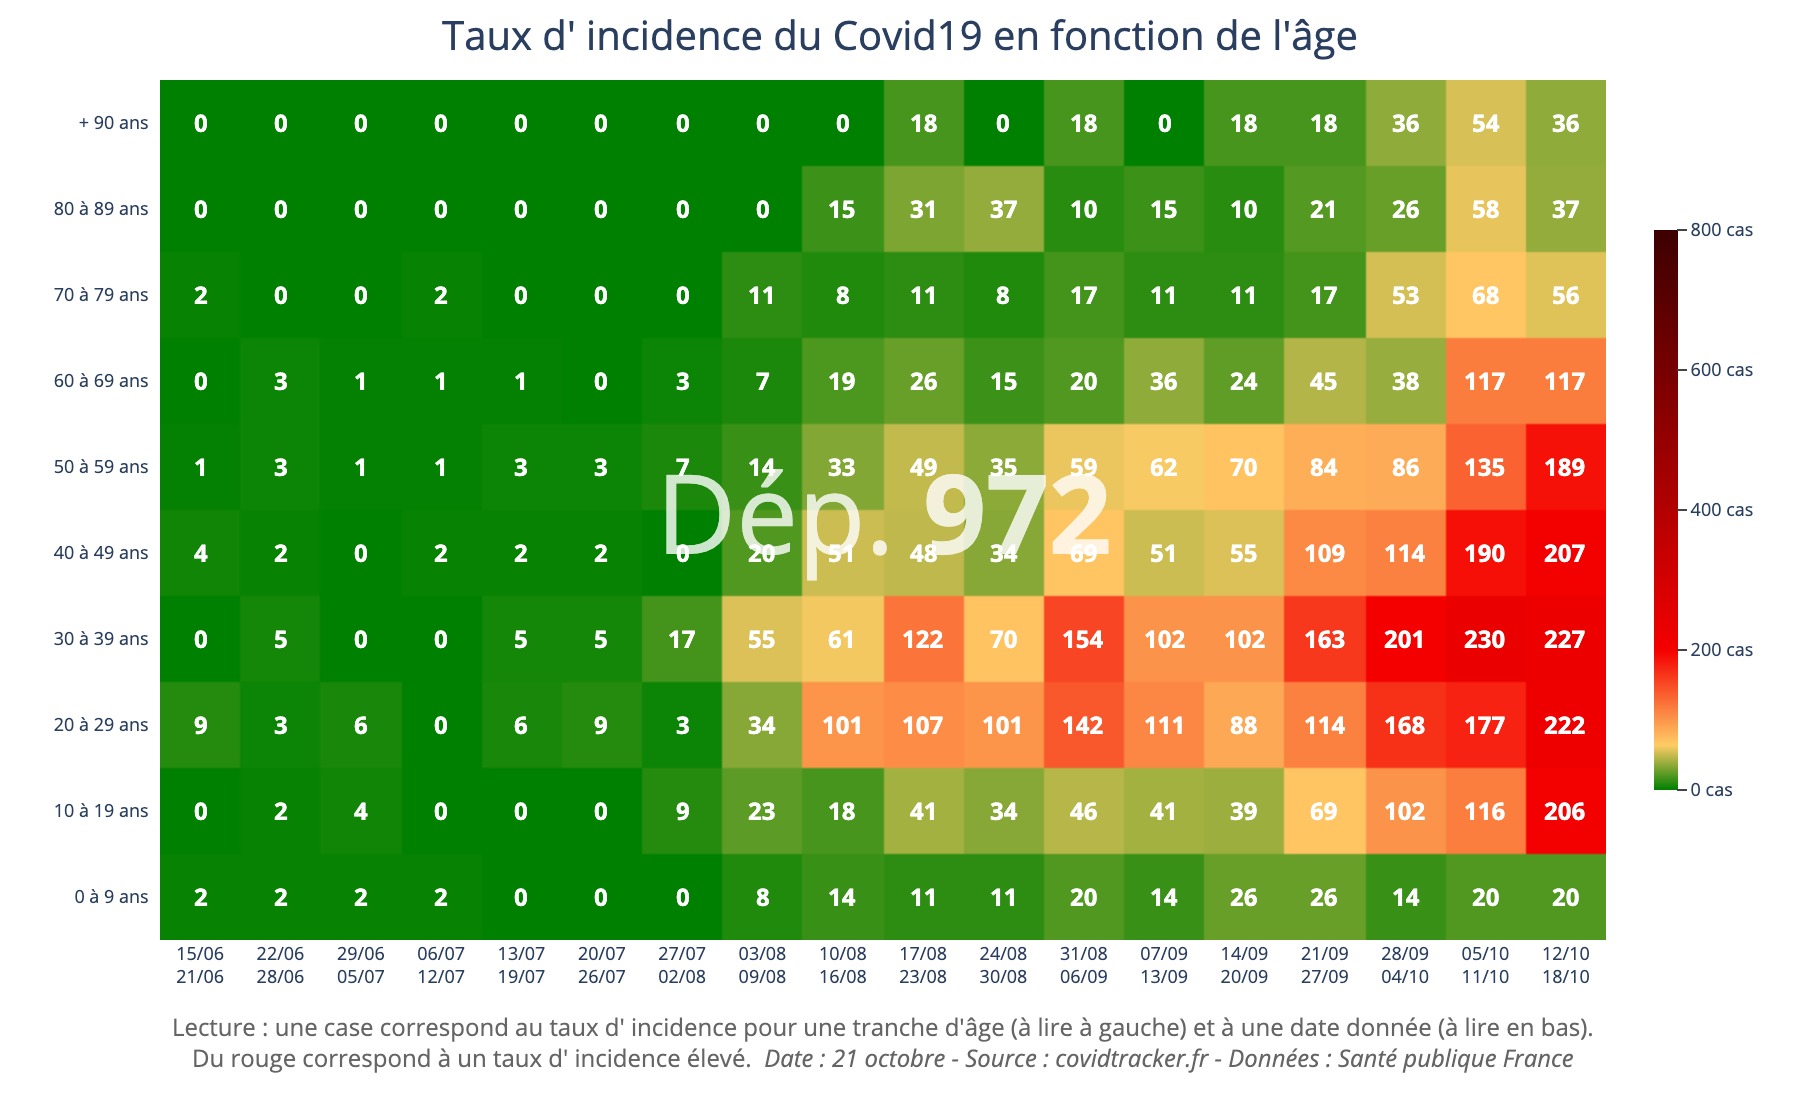 Taux d' incidence du Covid19 en fonction de l'âge
+ 90 ans 0 0 0 0 0 0 0 0 0 18 0 18 0 18 18 36 54 36
80 à 89 ans 0 0 0 0 0 0 0 0 15 31 37 10 15 10 21 26 58 37
70 à 79 ans 2 0 0 2 0 0 0 11 8 11 8 17 11 11 17 53 68 56
60 à 69 ans 0 3 1 1 1 0 3 7 19 26 15 20 36 24 45 38 117 117
50 à 59 ans 1 3 1 1 3 3 7 14 33 49 35 59 62 70 84 86 135 189
Dép. 972
40 à 49 ans 4 2 0 2 2 2 0 20 51 48 34 69 51 55 109 114 190 207
30 à 39 ans 0 5 0 0 5 5 17 55 61 122 70 154 102 102 163 201 230 227
20 à 29 ans 9 3 6 0 6 9 3 34 101 107 101 142 111 88 114 168 177 222
10 à 19 ans 0 2 4 0 0 0 9 23 18 41 34 46 41 39 69 102 116 206
0 à 9 ans 2 2 2 2 0 0 0 8 14 11 11 20 14 26 26 14 20 20
15/06 22/06 29/06 06/07 13/07 20/07 27/07 03/08 10/08 17/08 24/08 31/08 07/09 14/09 21/09 28/09 05/10 12/10
21/06 28/06 05/07 12/07 19/07 26/07 02/08 09/08 16/08 23/08 30/08 06/09 13/09 20/09 27/09 04/10 11/10 18/10
800 cas
600 cas
400 cas
200 cas
0 cas
Lecture : une case correspond au taux d' incidence pour une tranche d'âge (à lire à gauche) et à une date donnée (à lire en bas).
Du rouge correspond à un taux d' incidence élevé. Date : 21 octobre - Source : covidtracker.fr - Données : Santé publique France